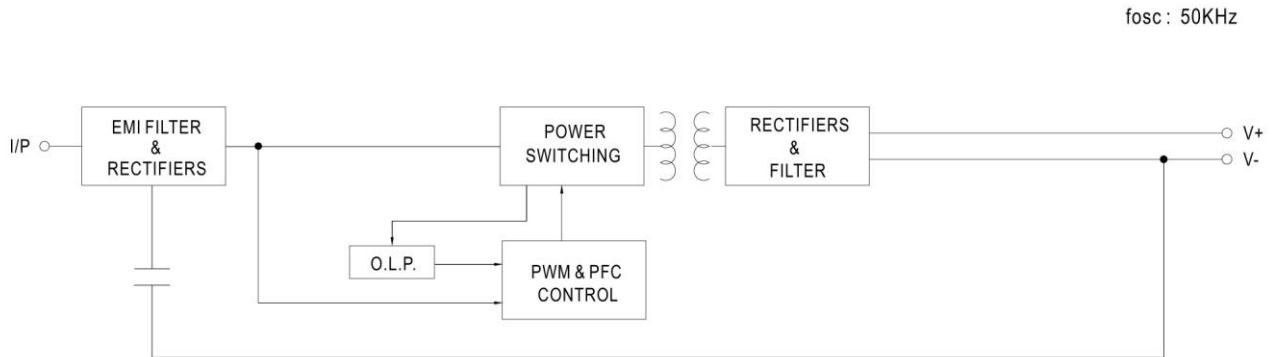 fosc : 50KHz
I/P
EMI FILTER
&
RECTIFIERS
POWER
SWITCHING
RECTIFIERS
&
FILTER
V+
V-
O.L.P.
PWM & PFC
CONTROL